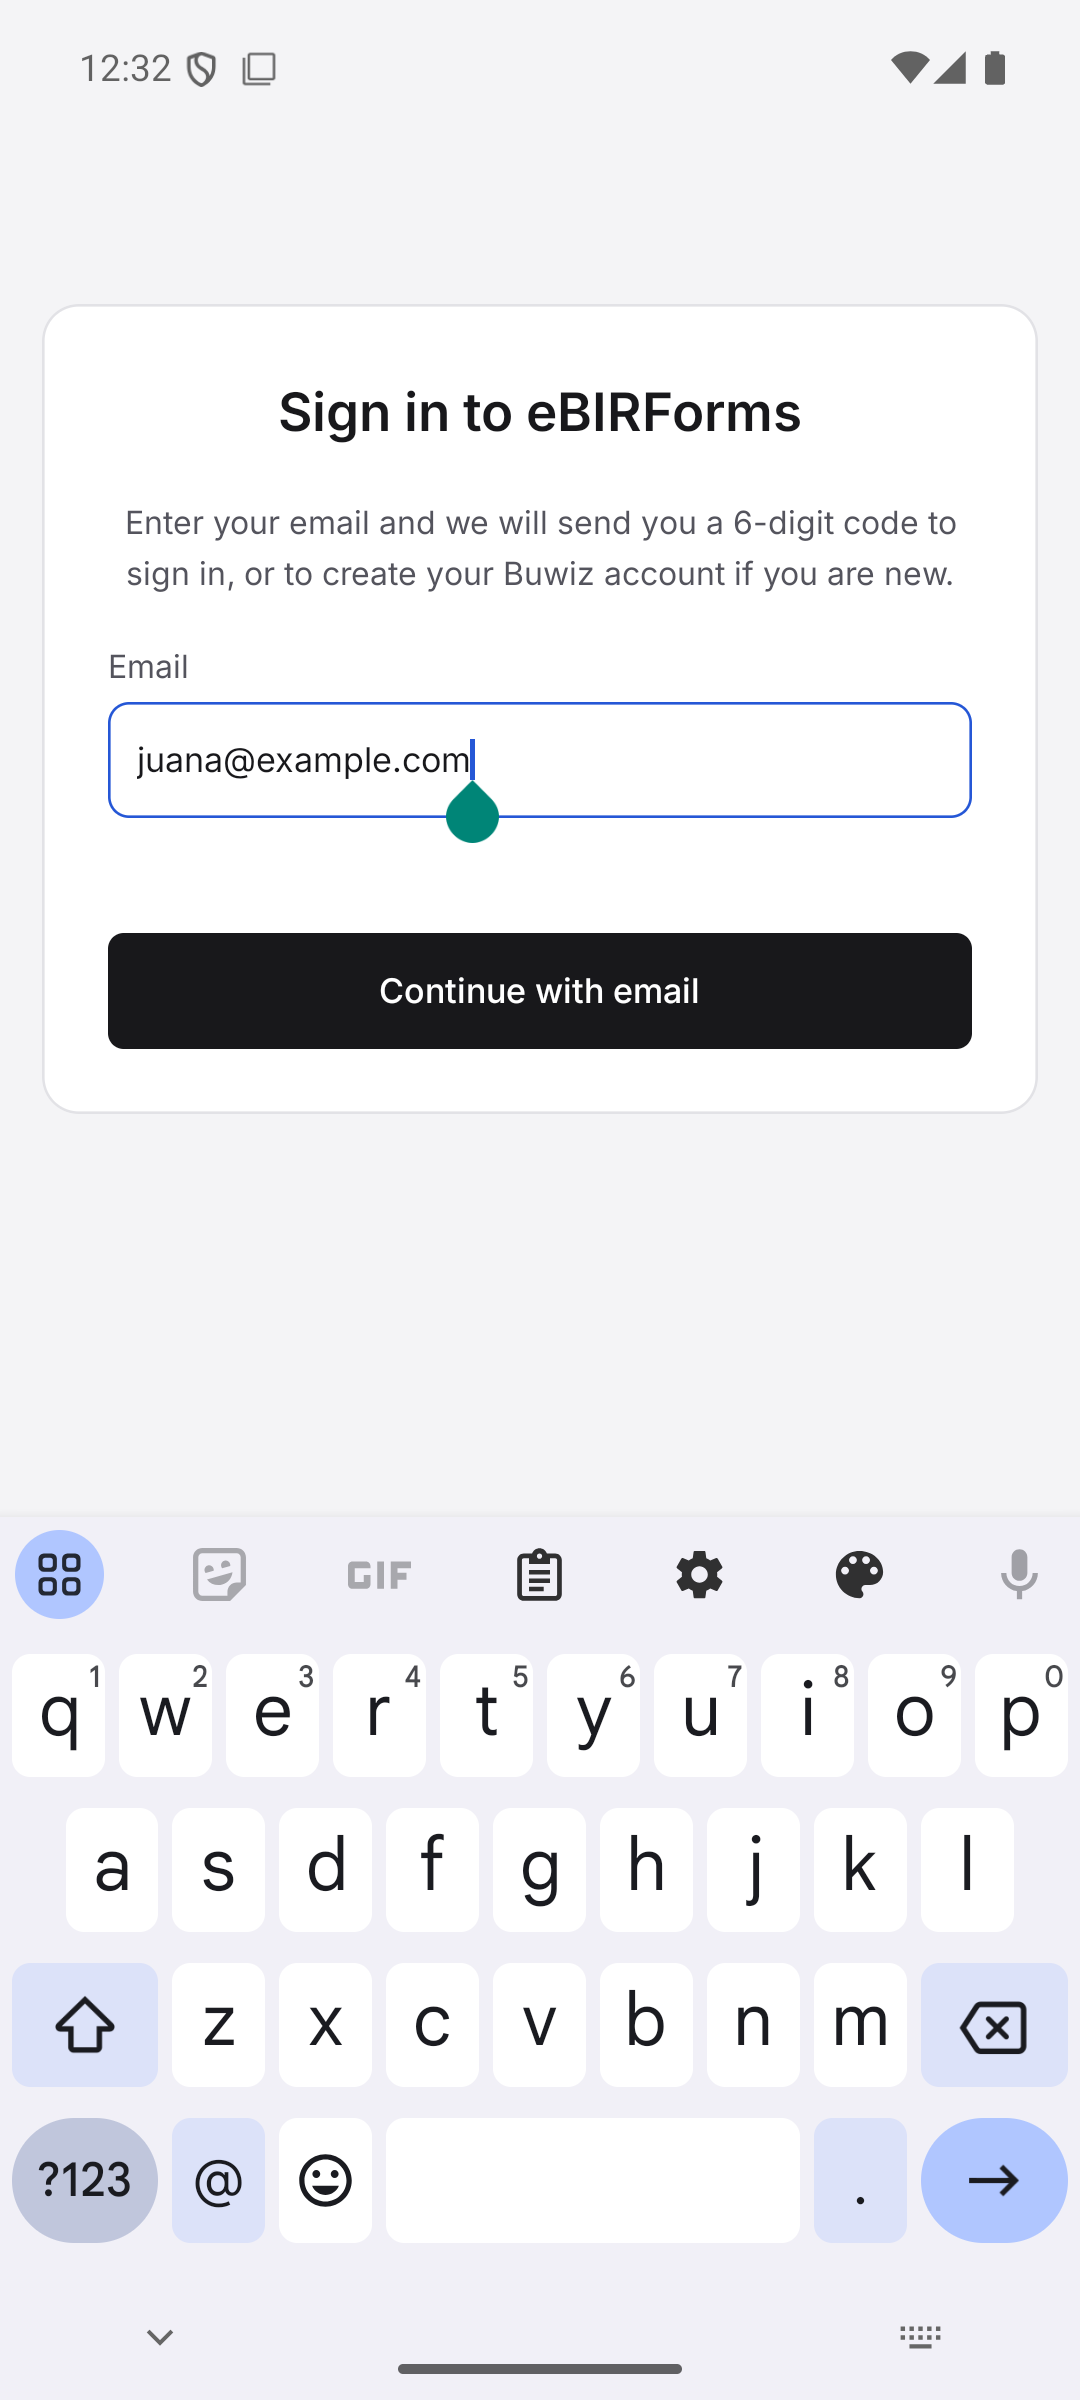 12:32
Sign in to eBIRForms
Enter your email and we will send you a 6-digit code to
sign in, or to create your Buwiz account if you are new.
Email
juana@example.com
Continue with email
GIF
q1 w2 e3 r4 t5 y6 u7 i8 o9 p0
a s d f g h j k l
z x c v b n m
?123 @ .